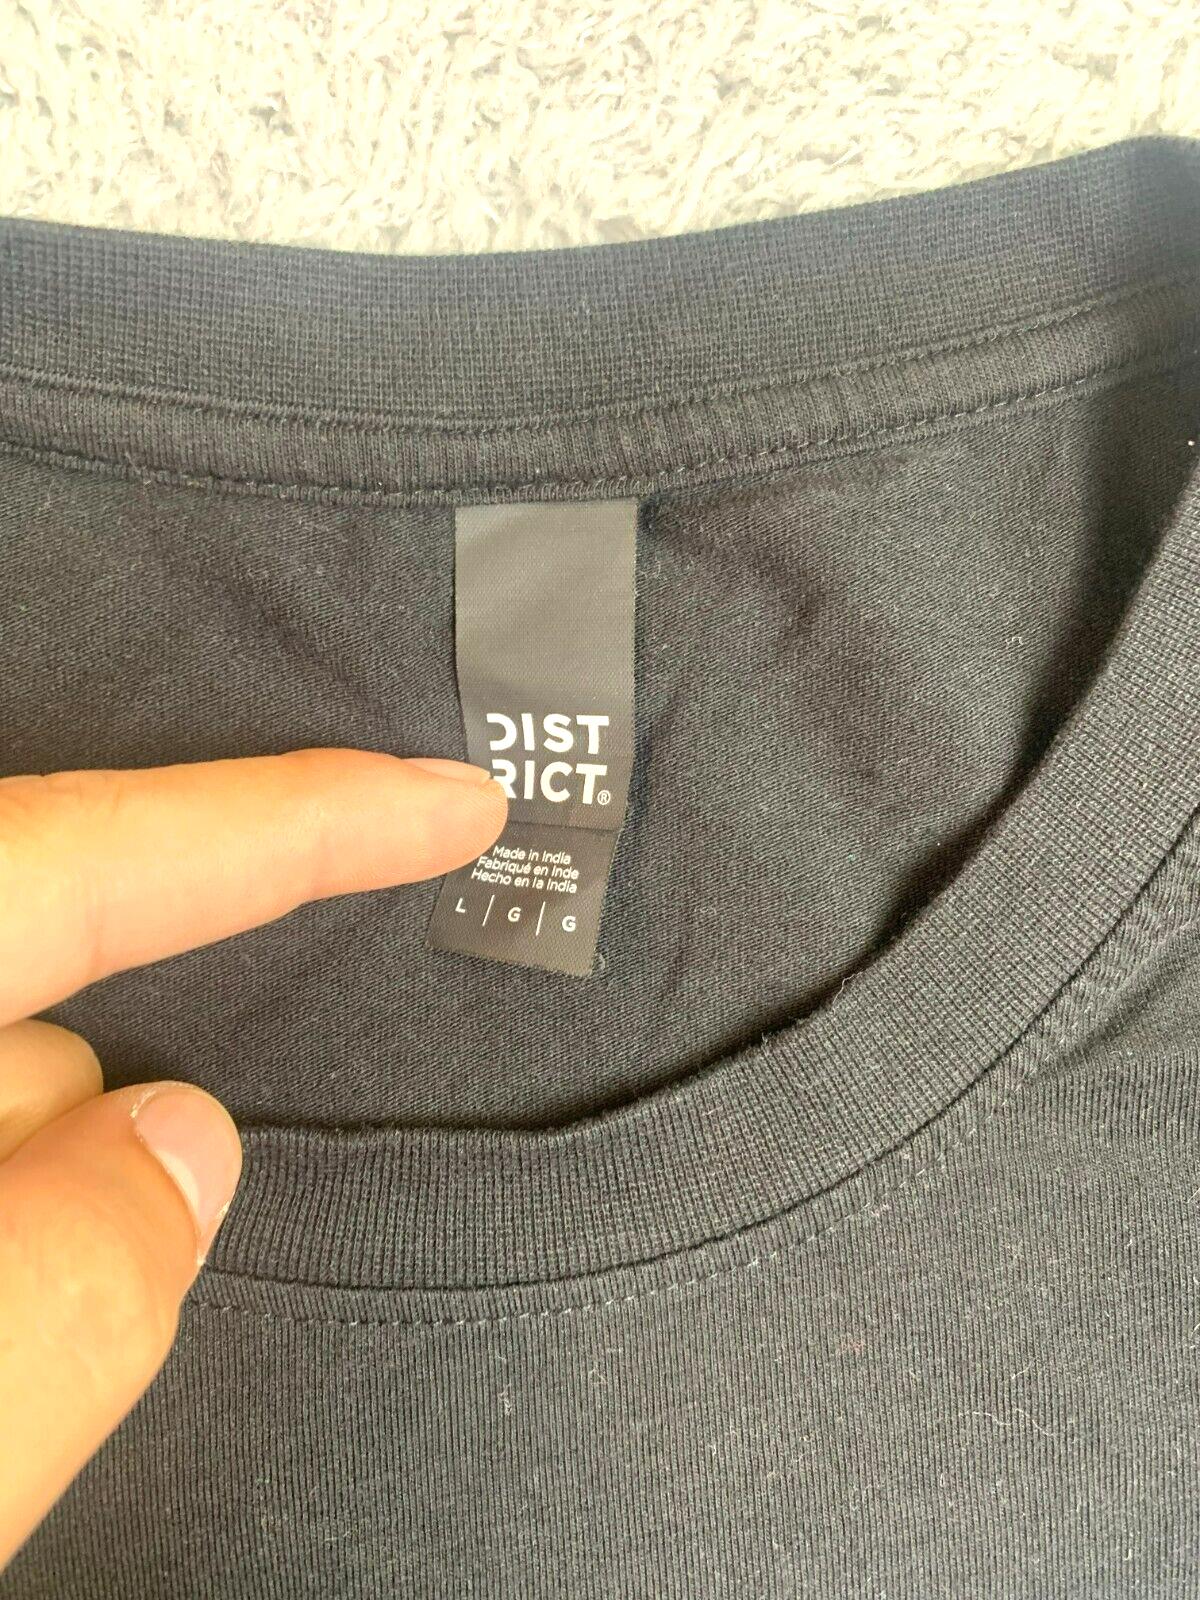 DIST
RICT®
Made in India
Fabriqué en Inde
Hecho en la India
L | G | G